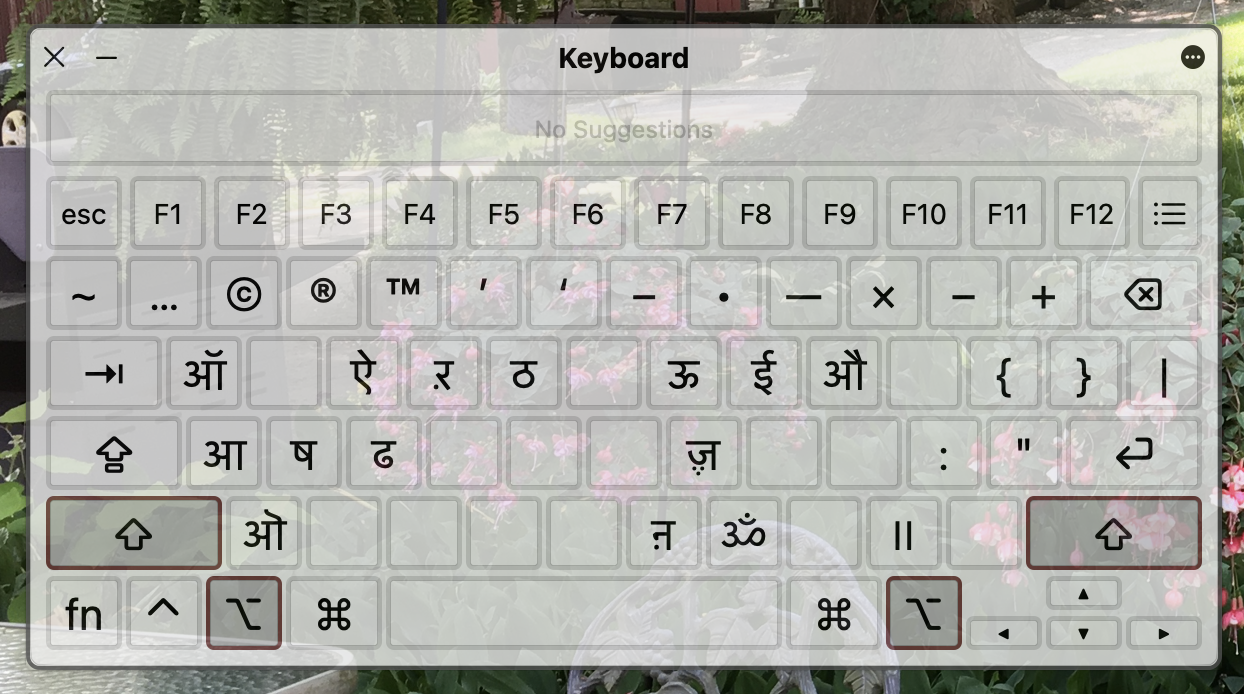 Keyboard
No Suggestions
esc F1 F2 F3 F4 F5 F6 F7 F8 F9 F10 F11 F12
~ … © ® ™ ’ ‘ – • — × − +
ऑ ऐ ऱ ठ ऊ ई औ { } |
आ ष ढ ज़़ : "
ऒ ऩ ॐ ॥
fn